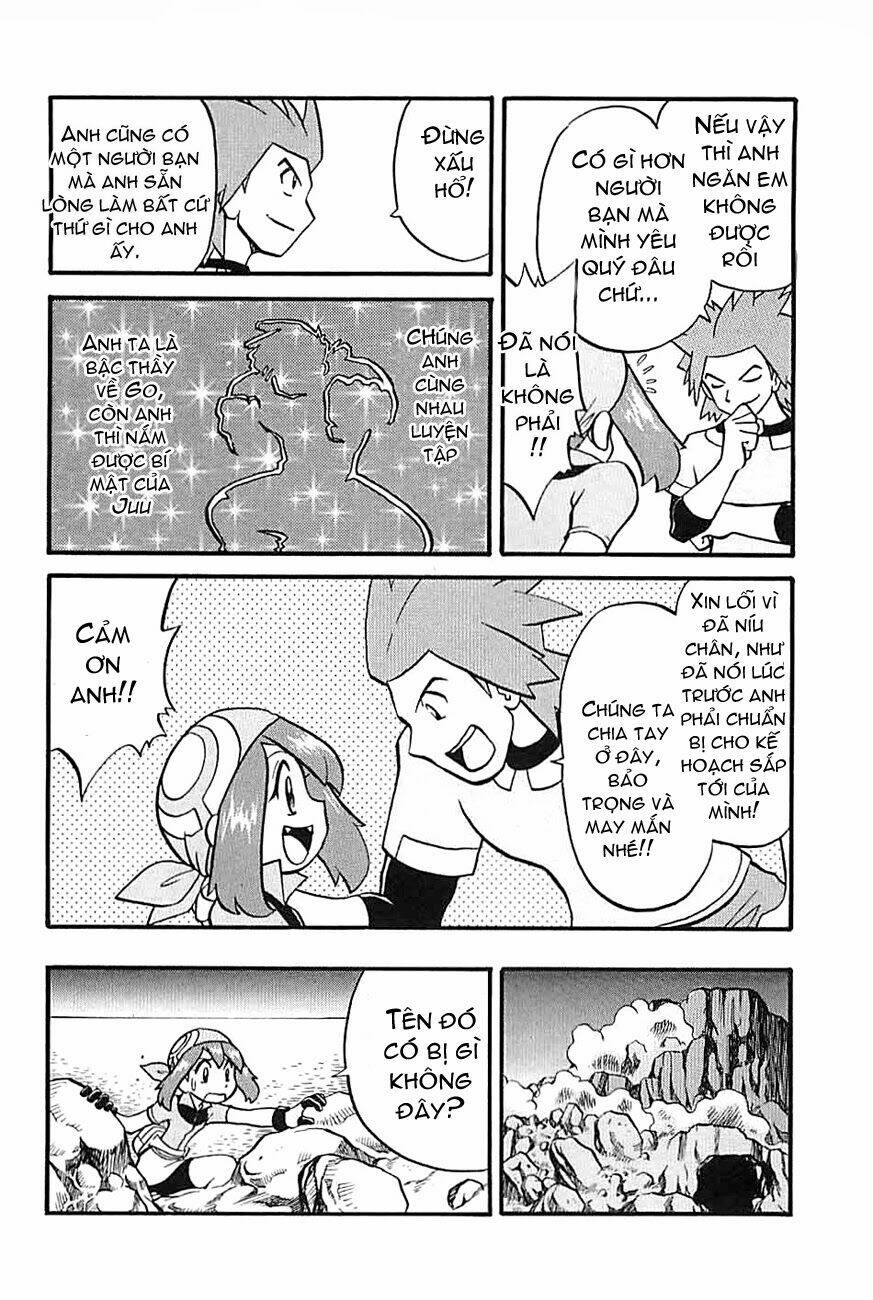 NẾU VẬY
THÌ ANH
NGĂN EM
KHÔNG
ĐƯỢC
RỒI
CÓ GÌ HƠN
NGƯỜI
BẠN MÀ
MÌNH YÊU
QUÝ ĐÂU
CHỨ...
ĐÃ NÓI
LÀ
KHÔNG
PHẢI
!!
ĐỪNG
XẤU
HỔ!
ANH CŨNG CÓ
MỘT NGƯỜI BẠN
MÀ ANH SẴN
LÒNG LÀM BẤT CỨ
THỨ GÌ CHO ANH
ẤY.
CHÚNG
ANH
CÙNG
NHAU
LUYỆN
TẬP
ANH TA LÀ
BẬC THẦY
VỀ GO,
CÒN ANH
THÌ NẮM
ĐƯỢC BÍ
MẬT CỦA
JUU
XIN LỖI VÌ
ĐÃ NÍU
CHÂN, NHƯ
ĐÃ NÓI LÚC
TRƯỚC ANH
PHẢI CHUẨN
BỊ CHO KẾ
HOẠCH SẮP
TỚI CỦA
MÌNH!
CHÚNG TA
CHIA TAY
Ở ĐÂY,
BẢO
TRỌNG VÀ
MAY MẮN
NHÉ!!
CẢM
ƠN
ANH!!
TÊN ĐÓ
CÓ BỊ GÌ
KHÔNG
ĐÂY?